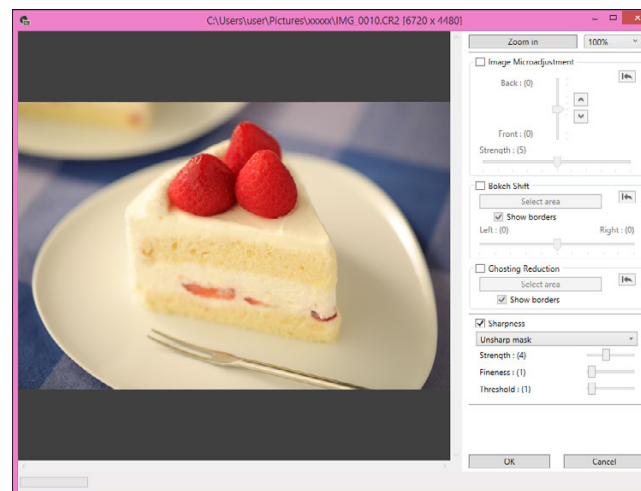 C:\Users\user\Pictures\xxxxx\IMG_0010.CR2 [6720 x 4480]
Zoom in 100%
Image Microadjustment
Back : (0)
Front : (0)
Strength : (5)
Bokeh Shift
Select area
Show borders
Left : (0) Right : (0)
Ghosting Reduction
Select area
Show borders
Sharpness
Unsharp mask
Strength : (4)
Fineness : (1)
Threshold : (1)
OK Cancel